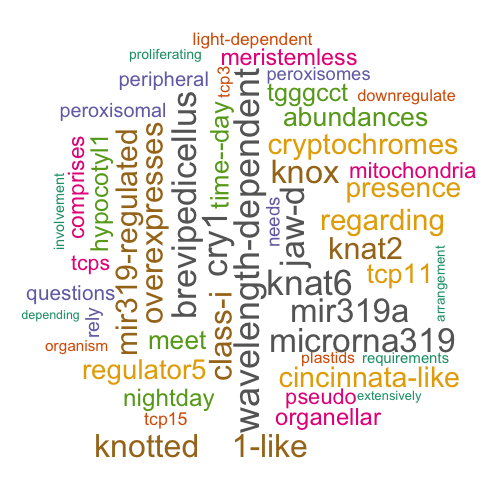 light-dependent
proliferating
meristemless
peripheral
tcp3
peroxisomes
tgggcct
downregulate
peroxisomal
abundances
brevipedicellus
time--day
wavelength-dependent
cryptochromes
hypocotyl1
comprises
mir319-regulated
overexpresses
cry1
knox
mitochondria
presence
involvement
needs
jaw-d
regarding
knat2
tcps
class-i
knat6
tcp11
arrangement
questions
mir319a
depending
rely
organism
meet
microrna319
plastids
requirements
regulator5
cincinnata-like
nightday
pseudo
extensively
tcp15
organellar
knotted
1-like